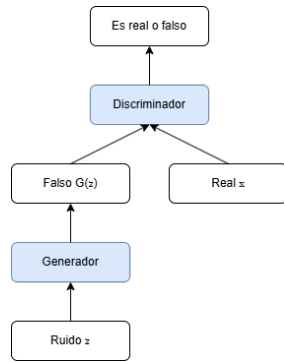 Es real o falso
Discriminador
Falso G(z)
Real x
Generador
Ruido z